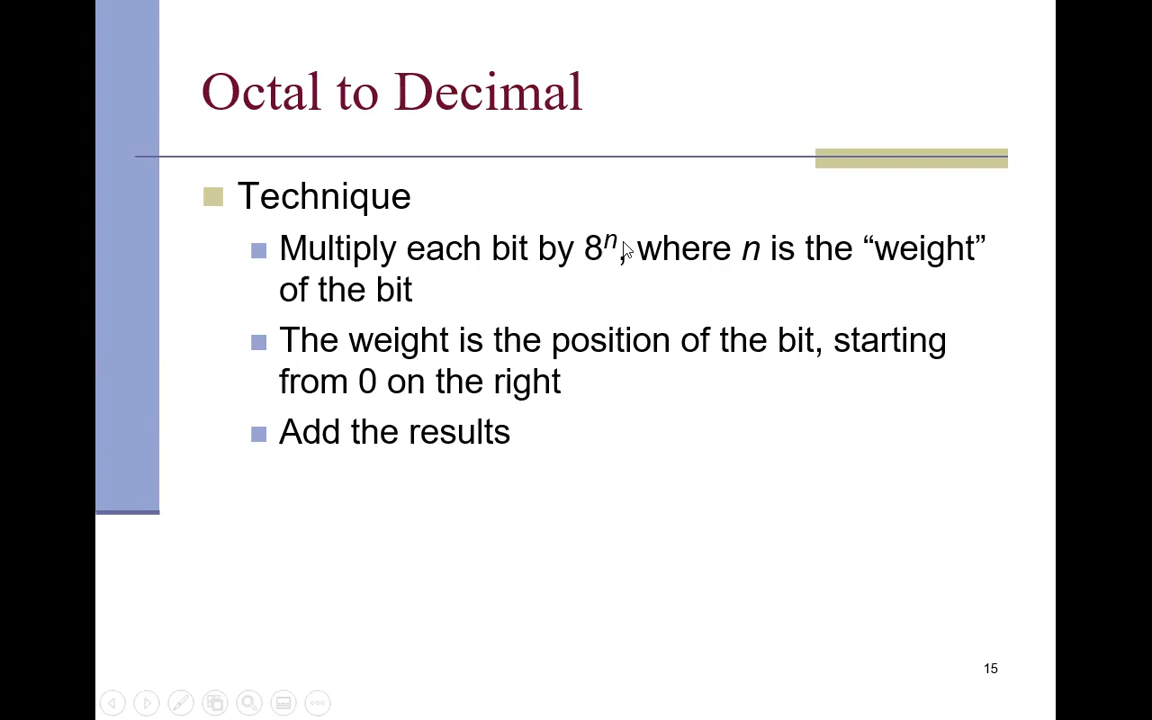 Octal to Decimal
Technique
Multiply each bit by 8ⁿ, where n is the “weight”
of the bit
The weight is the position of the bit, starting
from 0 on the right
Add the results
15